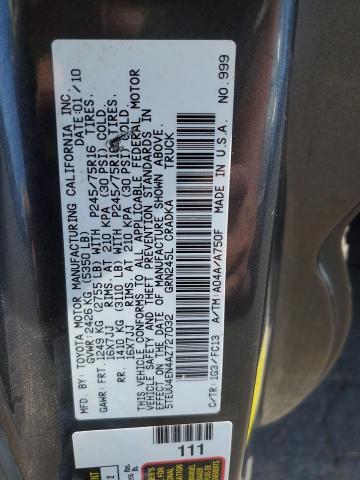 MFD. BY: TOYOTA MOTOR MANUFACTURING CALIFORNIA INC.
GVWR: 2426 KG (5350 LB) DATE: 01/10
GAWR: FRT. 1249 KG (2755 LB) WITH P245/75R16 TIRES.
16X7JJ RIMS. AT 210 KPA (30 PSI) COLD
RR. 1410 KG (3110 LB) WITH P245/75R16 TIRES.
16X7JJ RIMS. AT 210 KPA (30 PSI) COLD
THIS VEHICLE CONFORMS TO ALL APPLICABLE FEDERAL MOTOR
VEHICLE SAFETY AND THEFT PREVENTION STANDARDS IN
EFFECT ON THE DATE OF MANUFACTURE SHOWN ABOVE.
5TEUU4EN4AZ727032 GRN245L CRADKA TRUCK
C/TR: 1G3/FC13 A/TM: A04A/A750F MADE IN U.S.A. NO. 999
111